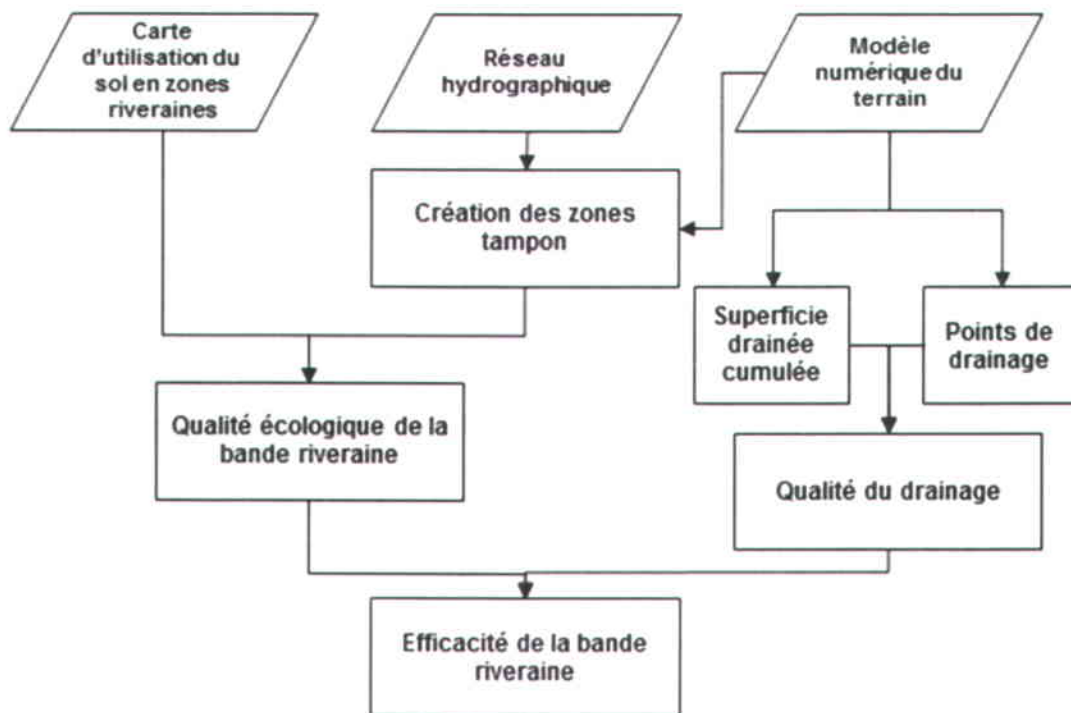 Carte
d'utilisation du
sol en zones
riveraines
Réseau
hydrographique
Modèle
numérique du
terrain
Création des zones
tampon
Superficie
drainée
cumulée
Points de
drainage
Qualité écologique de la
bande riveraine
Qualité du drainage
Efficacité de la bande
riveraine